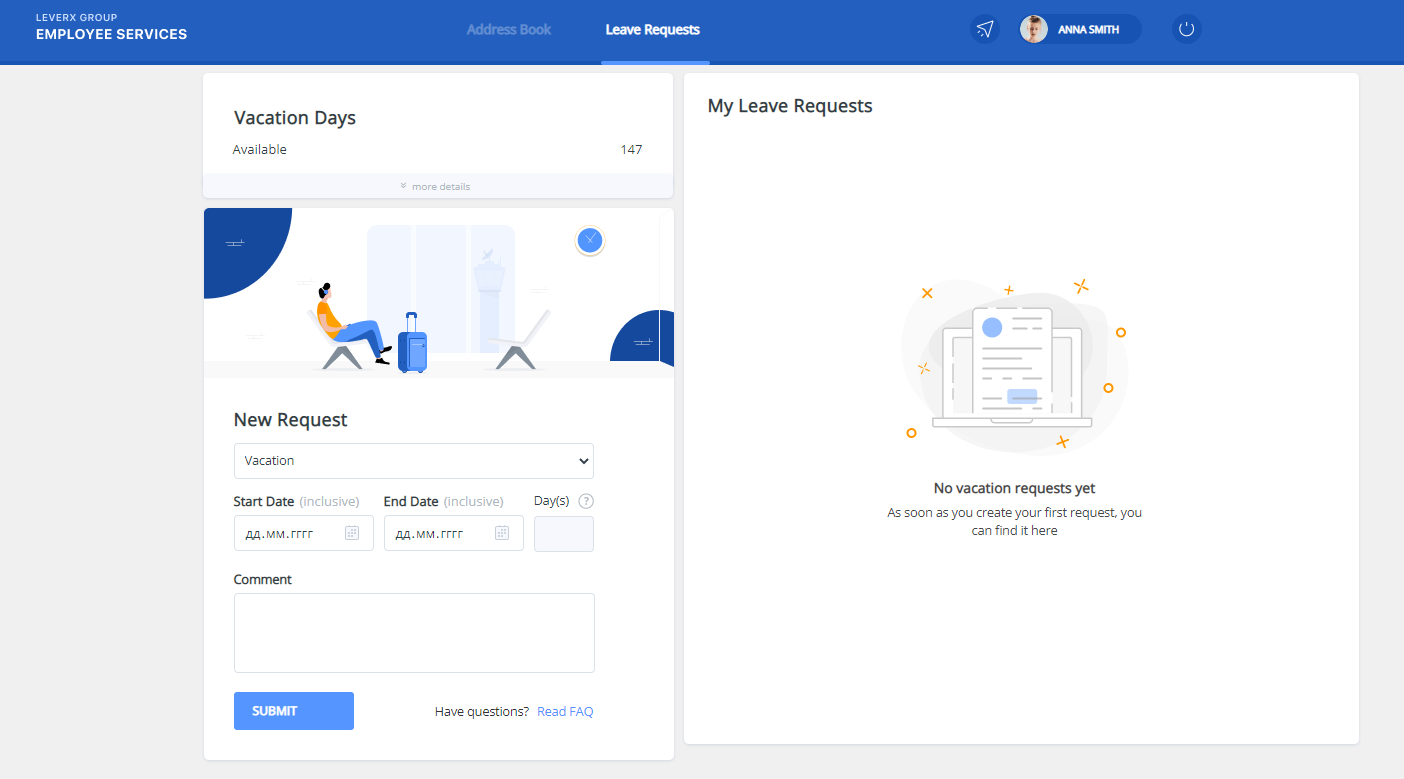 LEVERX GROUP
EMPLOYEE SERVICES
Address Book
Leave Requests
ANNA SMITH
Vacation Days
Available 147
more details
New Request
Vacation
Start Date (inclusive) End Date (inclusive) Day(s) ?
дд.мм.гггг дд.мм.гггг
Comment
SUBMIT
Have questions? Read FAQ
My Leave Requests
No vacation requests yet
As soon as you create your first request, you
can find it here